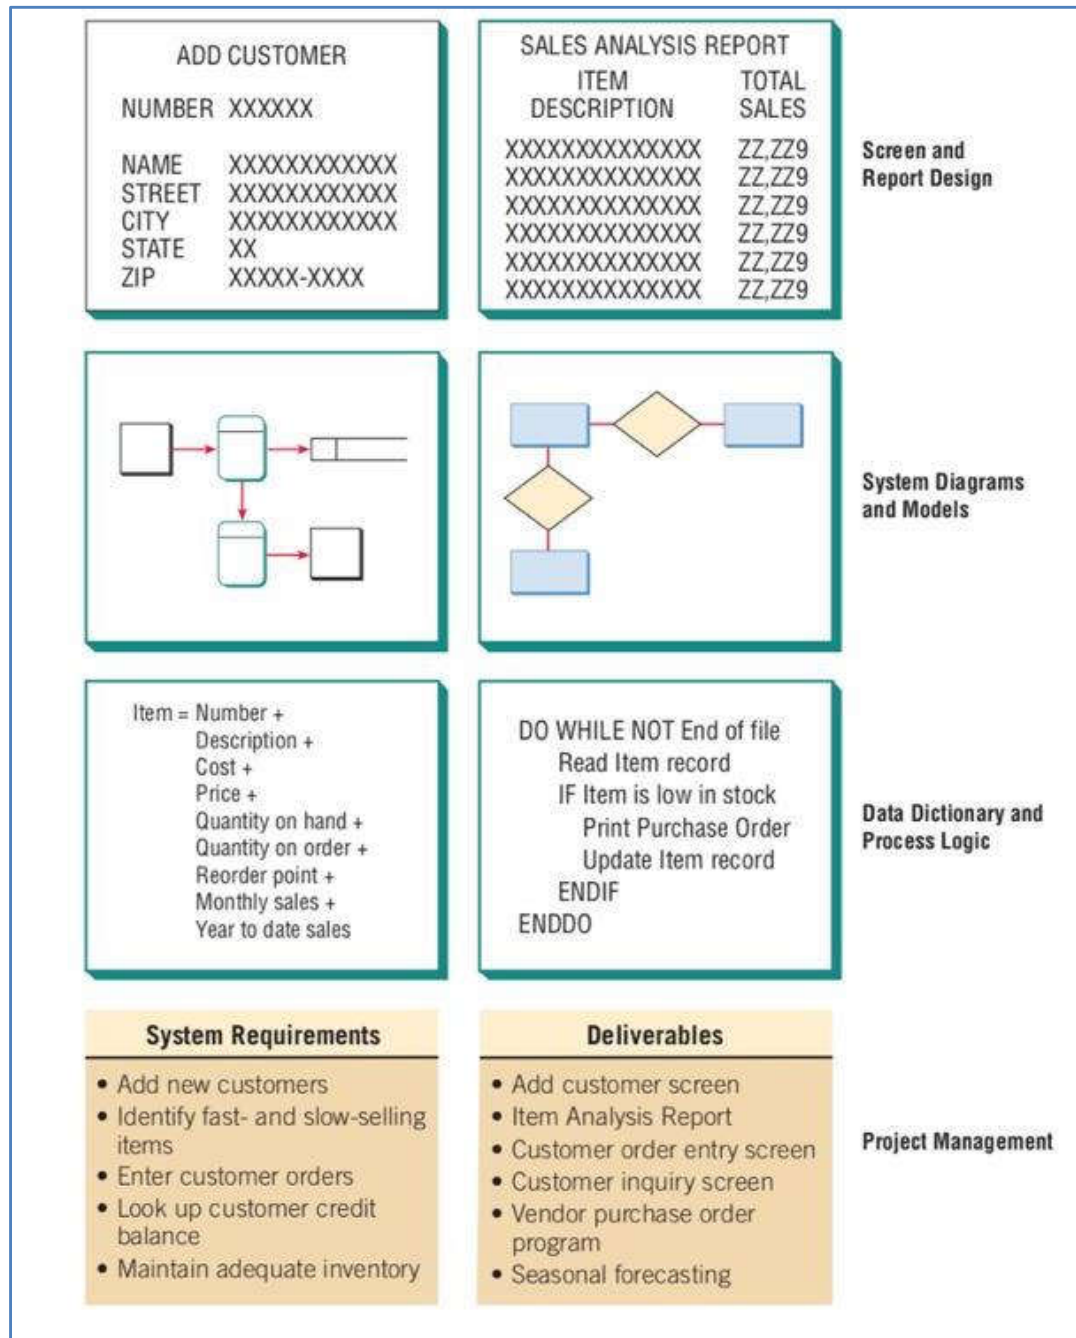 ADD CUSTOMER
NUMBER XXXXXX
NAME XXXXXXXXXXXX
STREET XXXXXXXXXXXX
CITY XXXXXXXXXXXX
STATE XX
ZIP XXXXX-XXXX
SALES ANALYSIS REPORT
ITEM TOTAL
DESCRIPTION SALES
XXXXXXXXXXXXXX ZZ,ZZ9
XXXXXXXXXXXXXX ZZ,ZZ9
XXXXXXXXXXXXXX ZZ,ZZ9
XXXXXXXXXXXXXX ZZ,ZZ9
XXXXXXXXXXXXXX ZZ,ZZ9
XXXXXXXXXXXXXX ZZ,ZZ9
Screen and
Report Design
System Diagrams
and Models
Item = Number +
Description +
Cost +
Price +
Quantity on hand +
Quantity on order +
Reorder point +
Monthly sales +
Year to date sales
DO WHILE NOT End of file
Read Item record
IF Item is low in stock
Print Purchase Order
Update Item record
ENDIF
ENDDO
Data Dictionary and
Process Logic
System Requirements
• Add new customers
• Identify fast- and slow-selling
items
• Enter customer orders
• Look up customer credit
balance
• Maintain adequate inventory
Deliverables
• Add customer screen
• Item Analysis Report
• Customer order entry screen
• Customer inquiry screen
• Vendor purchase order
program
• Seasonal forecasting
Project Management